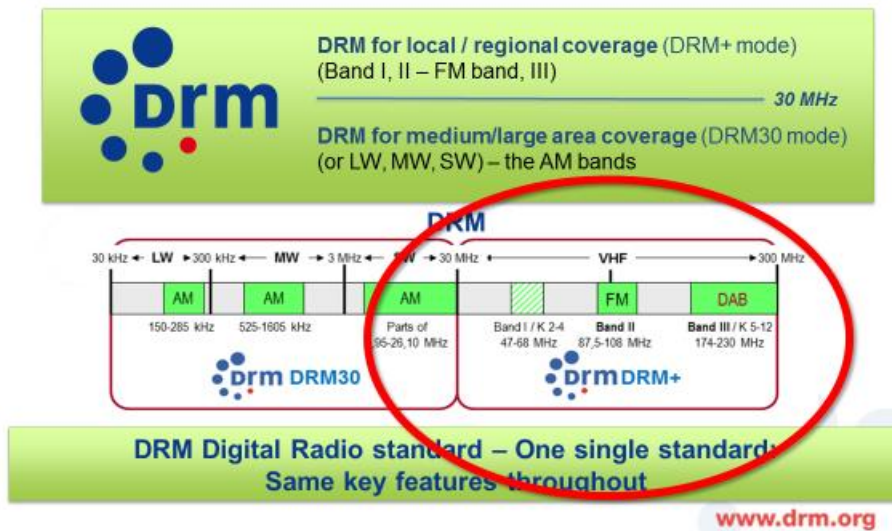 DRM for local / regional coverage (DRM+ mode)
(Band I, II – FM band, III)
Drm
30 MHz
DRM for medium/large area coverage (DRM30 mode)
(or LW, MW, SW) – the AM bands
DRM
30 kHz LW 300 kHz MW 3 MHz SW 30 MHz VHF 300 MHz
AM AM AM FM DAB
150-285 kHz 525-1605 kHz Parts of Band I / K 2-4 Band II Band III / K 5-12
,95-26,10 MHz 47-68 MHz 87,5-108 MHz 174-230 MHz
Drm DRM30 Drm DRM+
DRM Digital Radio standard – One single standard:
Same key features throughout
www.drm.org